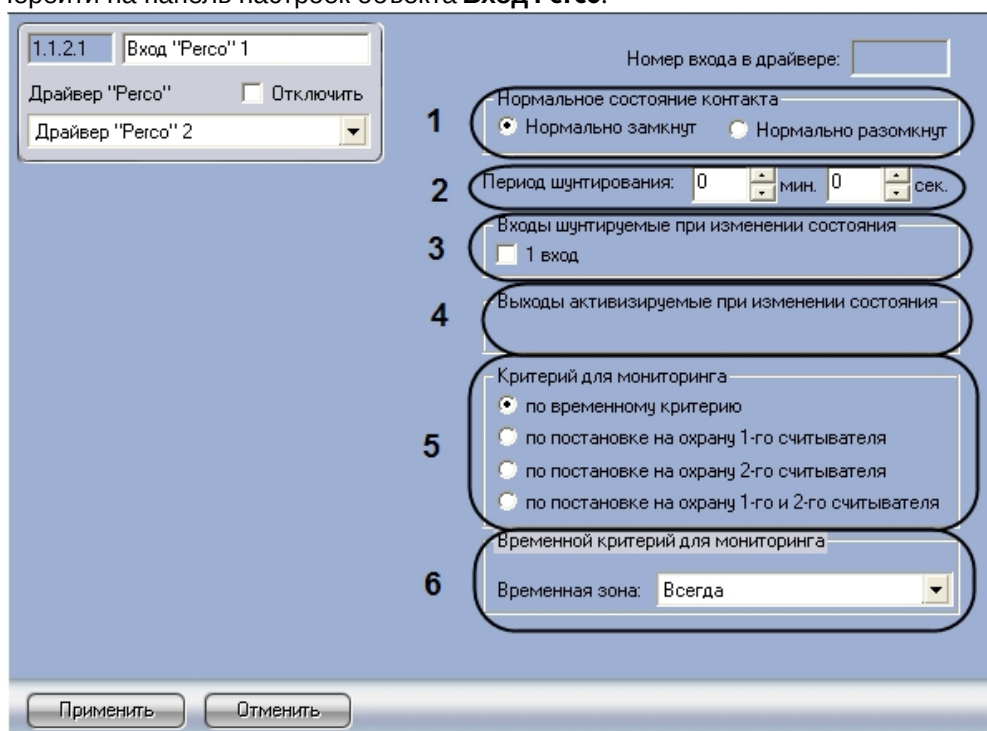 перейти на панель настроек объекта Вход Perco.
1.1.2.1 Вход "Perco" 1
Номер входа в драйвере:
Драйвер "Perco" Отключить
Драйвер "Perco" 2
1 Нормальное состояние контакта
Нормально замкнут Нормально разомкнут
2 Период шунтирования: 0 мин. 0 сек.
3 Входы шунтируемые при изменении состояния
1 вход
4 Выходы активизируемые при изменении состояния
5 Критерий для мониторинга
по временному критерию
по постановке на охрану 1-го считывателя
по постановке на охрану 2-го считывателя
по постановке на охрану 1-го и 2-го считывателя
6 Временной критерий для мониторинга
Временная зона: Всегда
Применить Отменить